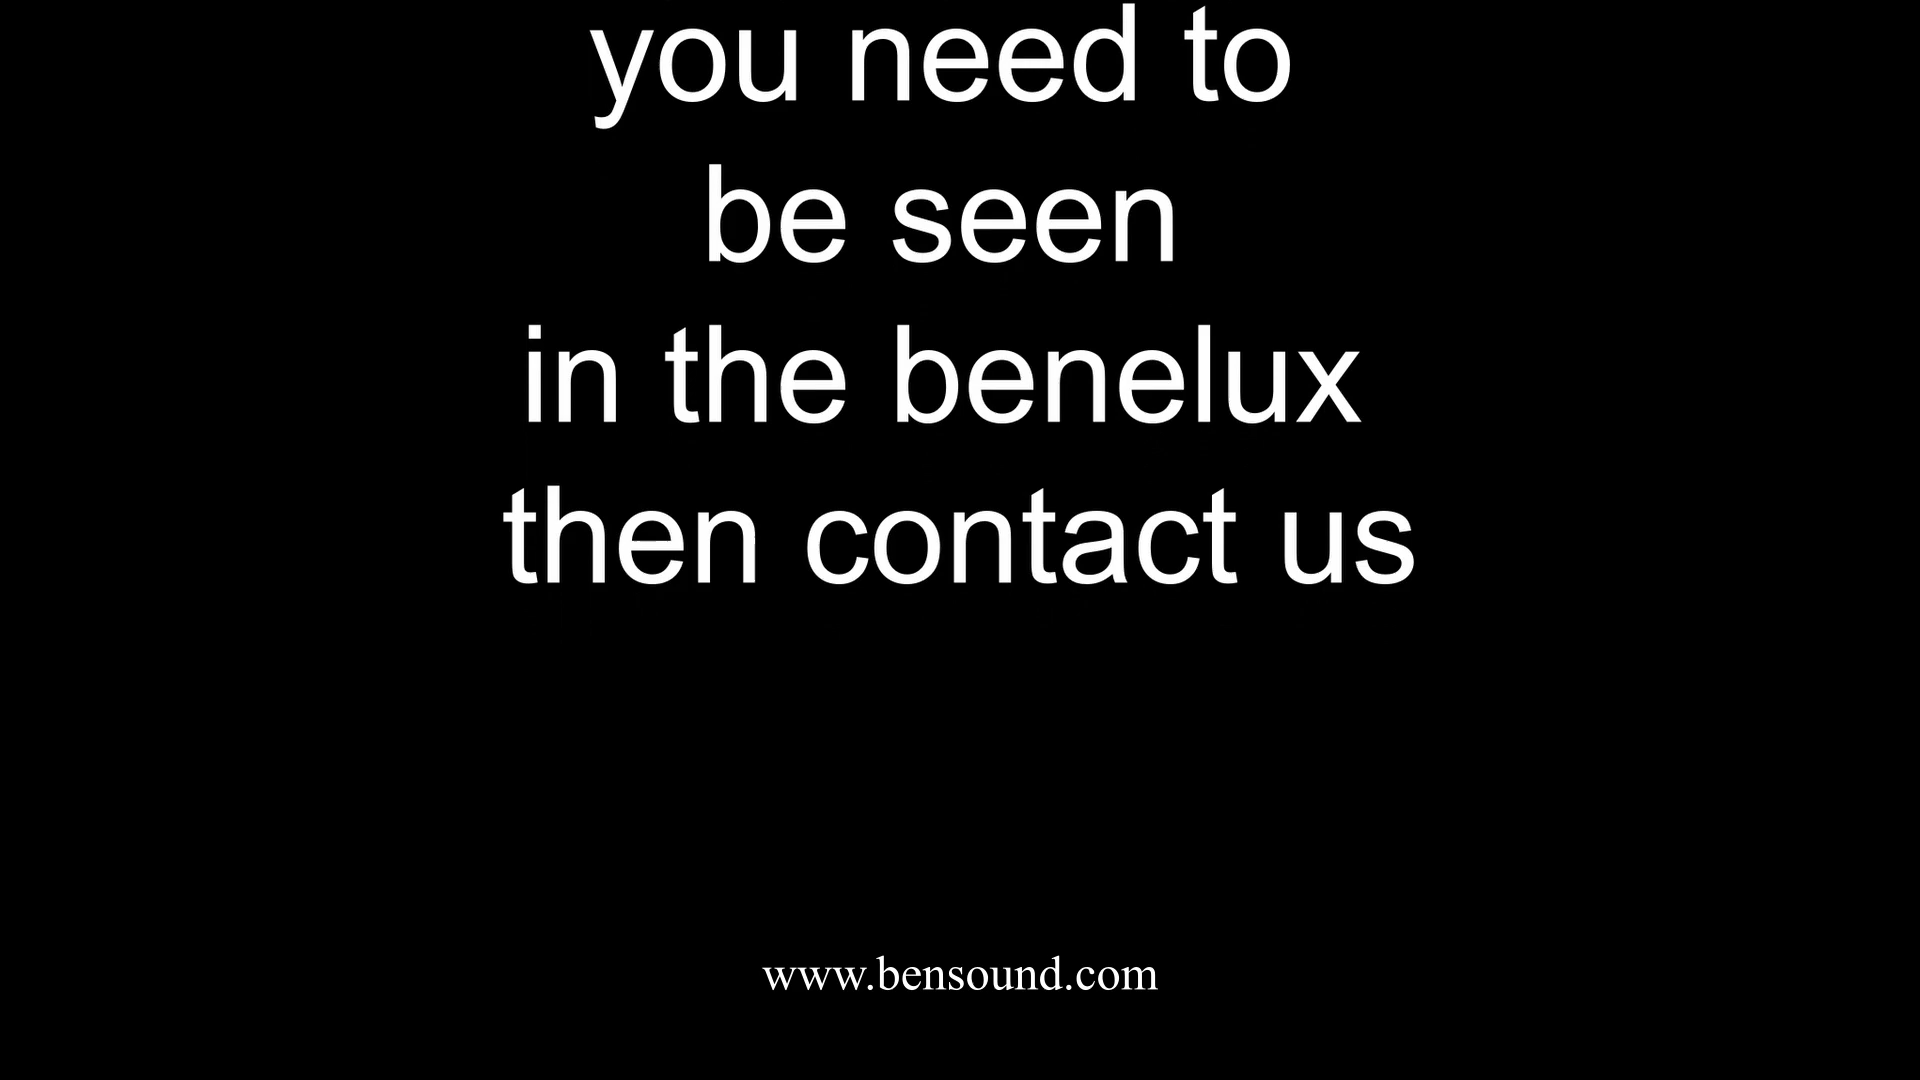 you need to
be seen
in the benelux
then contact us
www.bensound.com